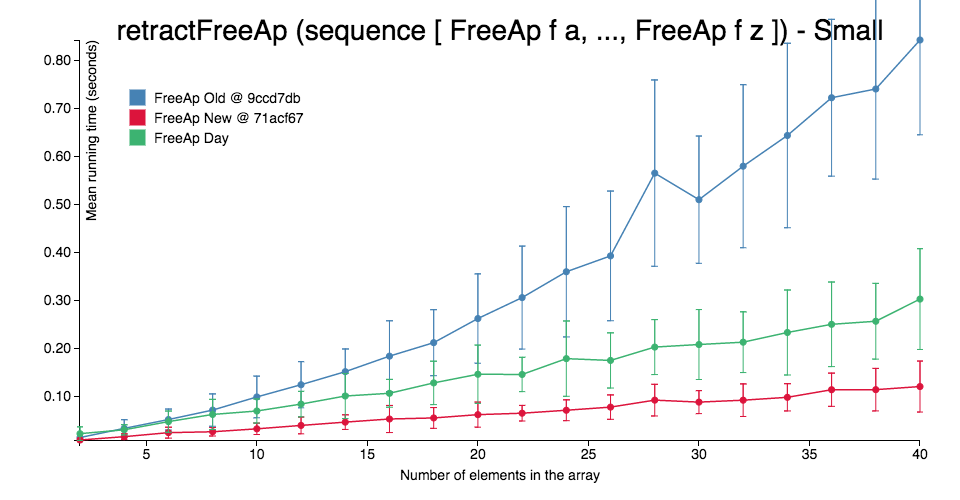 retractFreeAp (sequence [ FreeAp f a, ..., FreeAp f z ]) - Small
Mean running time (seconds)
0.80
0.70
0.60
0.50
0.40
0.30
0.20
0.10
FreeAp Old @ 9ccd7db
FreeAp New @ 71acf67
FreeAp Day
5 10 15 20 25 30 35 40
Number of elements in the array